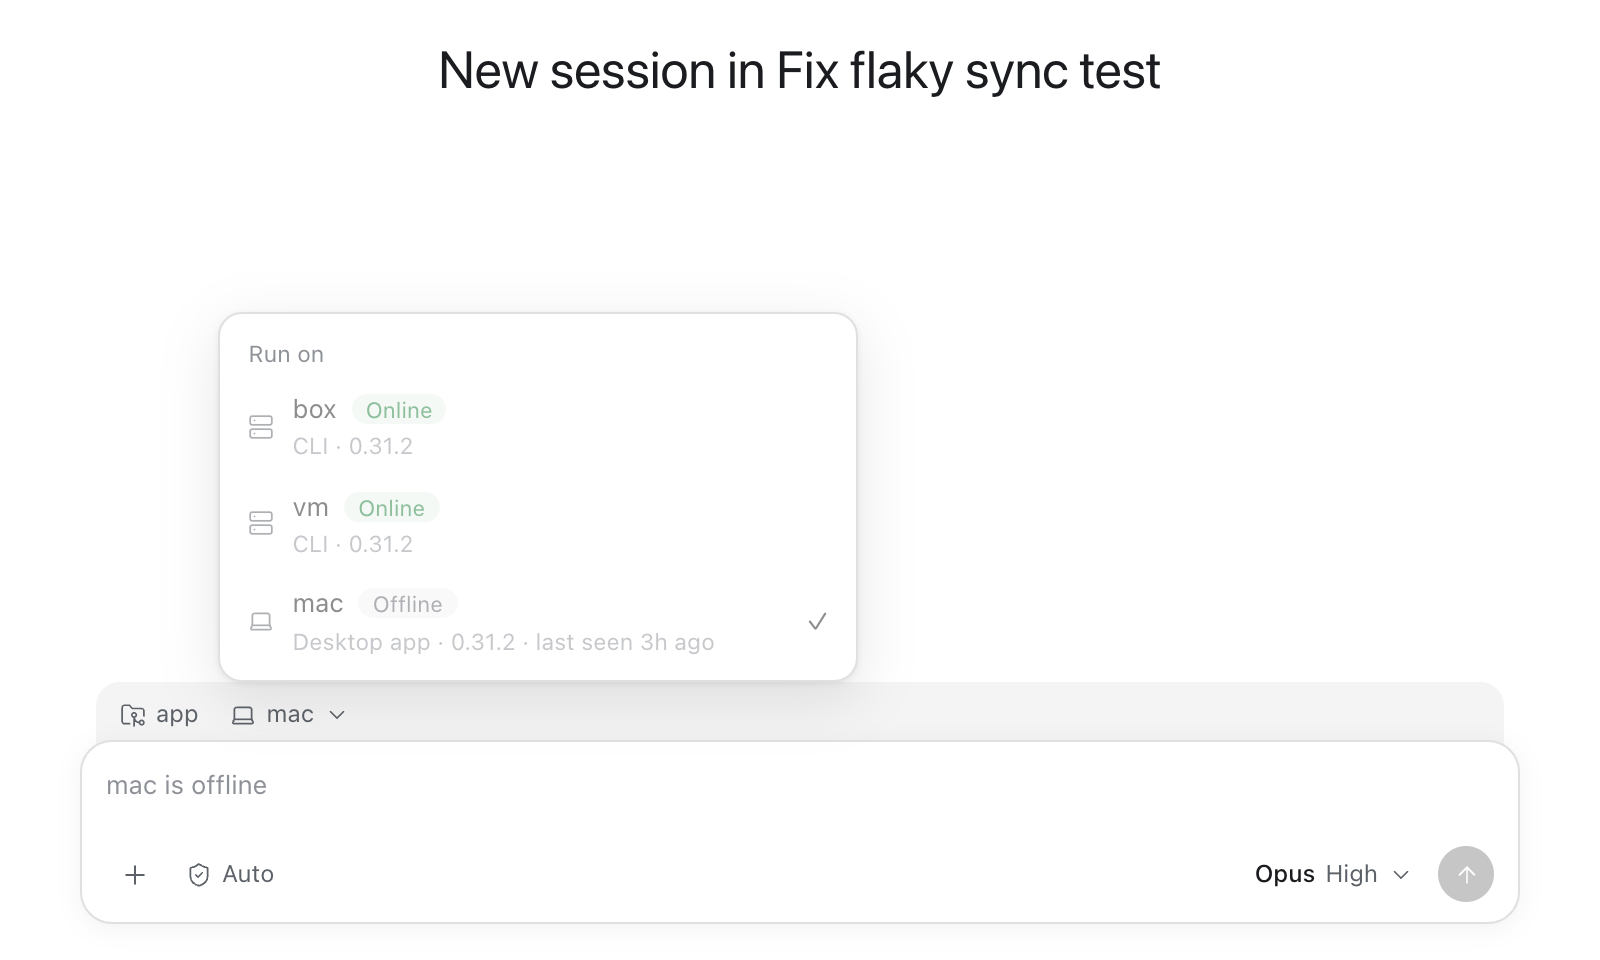 New session in Fix flaky sync test
Run on
box Online
CLI · 0.31.2
vm Online
CLI · 0.31.2
mac Offline
Desktop app · 0.31.2 · last seen 3h ago
app mac
mac is offline
Auto Opus High